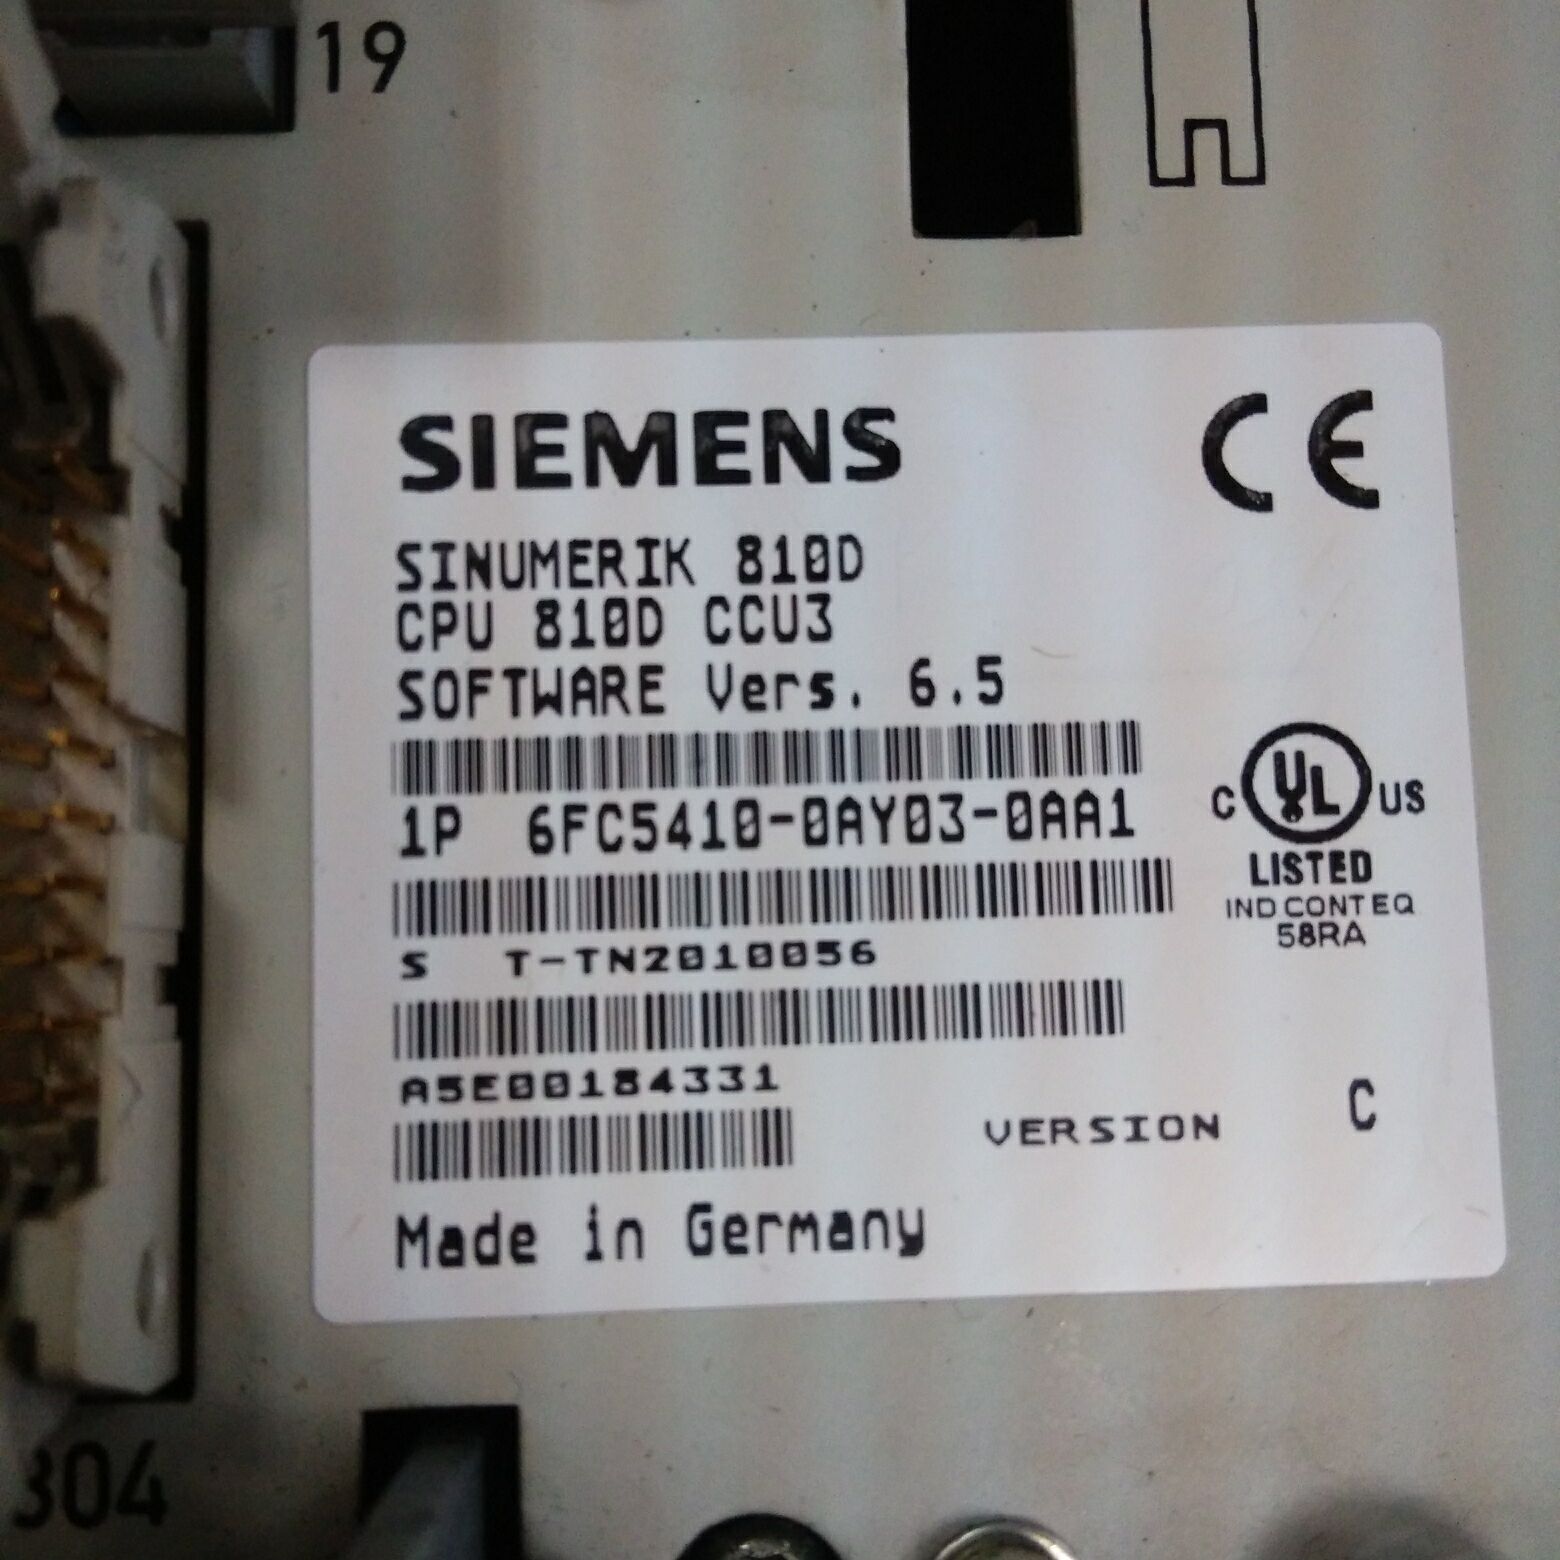 19
SIEMENS CE
SINUMERIK 810D
CPU 810D CCU3
SOFTWARE Vers. 6.5
1P 6FC5410-0AY03-0AA1
C UL US
LISTED
IND CONT EQ
58RA
S T-TN2010056
A5E00184331
VERSION C
Made in Germany
304